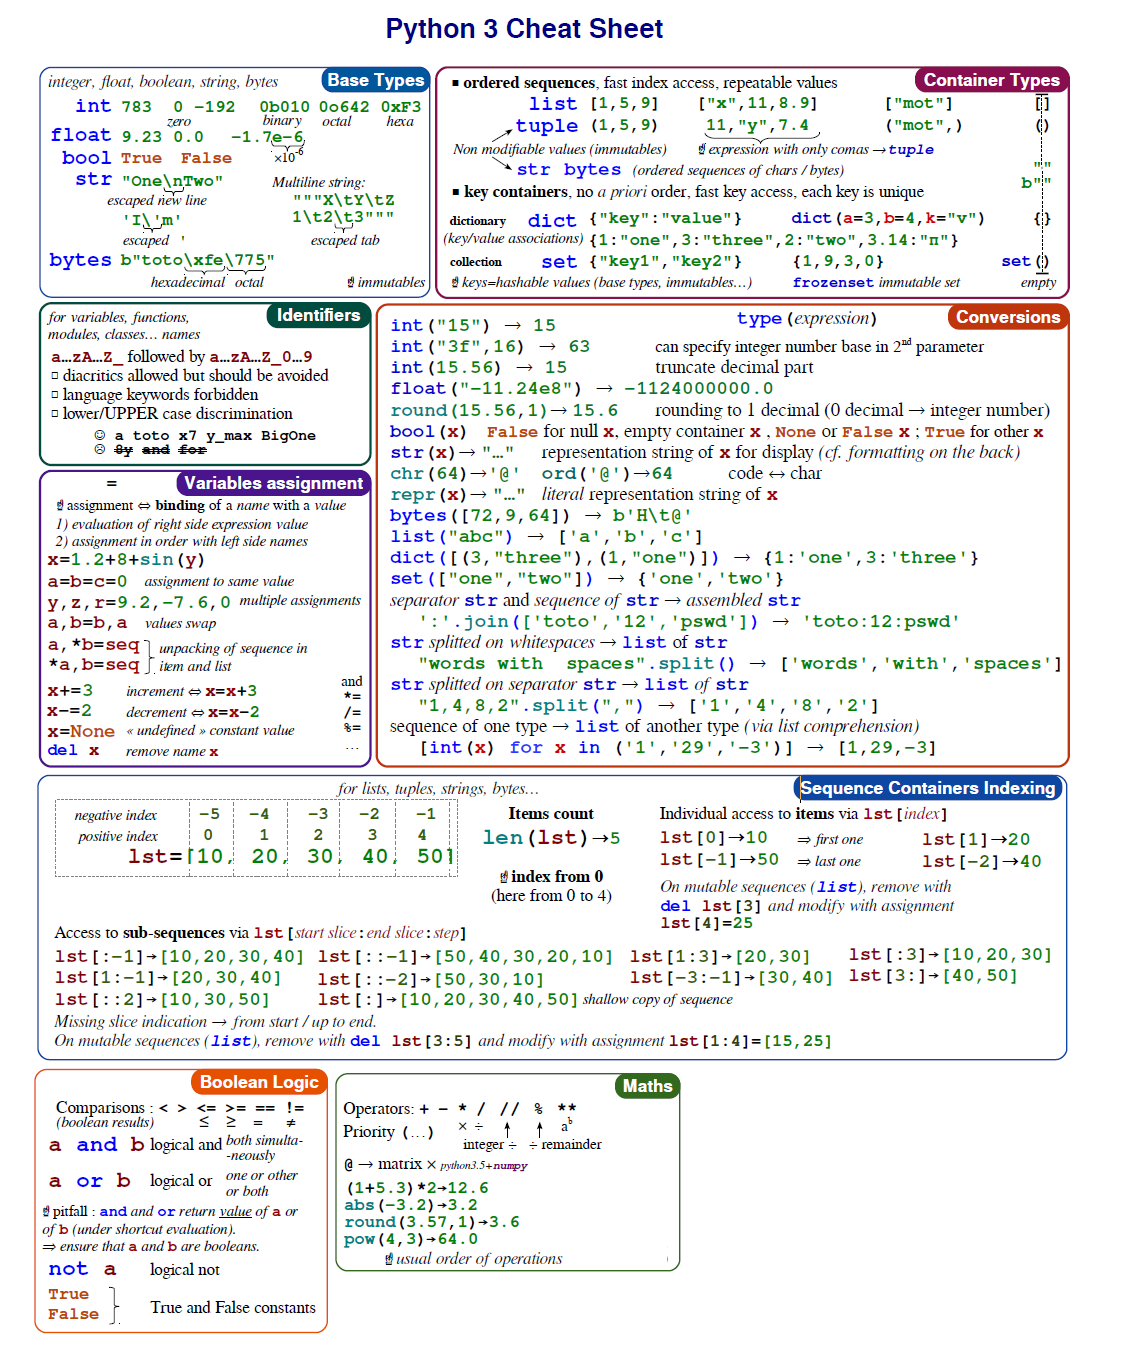 Python 3 Cheat Sheet
Base Types
integer, float, boolean, string, bytes
int 783 0 -192 0b010 0o642 0xF3
zero binary octal hexa
float 9.23 0.0 -1.7e-6
×10-6
bool True False
str "One\nTwo"
escaped new line
'I\'m'
escaped '
Multiline string:
"""X\tY\tZ
1\t2\t3"""
escaped tab
bytes b"toto\xfe\775"
hexadecimal octal
☝ immutables
Container Types
▪ ordered sequences, fast index access, repeatable values
list [1,5,9] ["x",11,8.9] ["mot"] []
tuple (1,5,9) 11,"y",7.4 ("mot",) ()
Non modifiable values (immutables) ☝ expression with only comas → tuple
str bytes (ordered sequences of chars / bytes) ""
b""
▪ key containers, no a priori order, fast key access, each key is unique
dictionary dict {"key":"value"} dict(a=3,b=4,k="v") {}
(key/value associations) {1:"one",3:"three",2:"two",3.14:"π"}
collection set {"key1","key2"} {1,9,3,0} set()
☝ keys=hashable values (base types, immutables…) frozenset immutable set empty
Identifiers
for variables, functions,
modules, classes… names
a…zA…Z_ followed by a…zA…Z_0…9
□ diacritics allowed but should be avoided
□ language keywords forbidden
□ lower/UPPER case discrimination
☺ a toto x7 y_max BigOne
☹ 8y and for
Variables assignment
=
☝ assignment ⇔ binding of a name with a value
1) evaluation of right side expression value
2) assignment in order with left side names
x=1.2+8+sin(y)
a=b=c=0 assignment to same value
y,z,r=9.2,-7.6,0 multiple assignments
a,b=b,a values swap
a,*b=seq unpacking of sequence in
*a,b=seq item and list
x+=3 increment ⇔ x=x+3 and
*=
x-=2 decrement ⇔ x=x-2 /=
x=None « undefined » constant value %=
del x remove name x …
Conversions
int("15") → 15 type(expression)
int("3f",16) → 63 can specify integer number base in 2nd parameter
int(15.56) → 15 truncate decimal part
float("-11.24e8") → -1124000000.0
round(15.56,1)→ 15.6 rounding to 1 decimal (0 decimal → integer number)
bool(x) False for null x, empty container x , None or False x ; True for other x
str(x)→ "…" representation string of x for display (cf. formatting on the back)
chr(64)→'@' ord('@')→64 code ↔ char
repr(x)→ "…" literal representation string of x
bytes([72,9,64]) → b'H\t@'
list("abc") → ['a','b','c']
dict([(3,"three"),(1,"one")]) → {1:'one',3:'three'}
set(["one","two"]) → {'one','two'}
separator str and sequence of str → assembled str
':'.join(['toto','12','pswd']) → 'toto:12:pswd'
str splitted on whitespaces → list of str
"words with  spaces".split() → ['words','with','spaces']
str splitted on separator str → list of str
"1,4,8,2".split(",") → ['1','4','8','2']
sequence of one type → list of another type (via list comprehension)
[int(x) for x in ('1','29','-3')] → [1,29,-3]
Sequence Containers Indexing
for lists, tuples, strings, bytes…
negative index -5 -4 -3 -2 -1
positive index 0 1 2 3 4
lst=[10, 20, 30, 40, 50]
Items count
len(lst)→5
☝ index from 0
(here from 0 to 4)
Individual access to items via lst[index]
lst[0]→10 ⇒ first one lst[1]→20
lst[-1]→50 ⇒ last one lst[-2]→40
On mutable sequences (list), remove with
del lst[3] and modify with assignment
lst[4]=25
Access to sub-sequences via lst[start slice:end slice:step]
lst[:-1]→[10,20,30,40] lst[::-1]→[50,40,30,20,10] lst[1:3]→[20,30] lst[:3]→[10,20,30]
lst[1:-1]→[20,30,40] lst[::-2]→[50,30,10] lst[-3:-1]→[30,40] lst[3:]→[40,50]
lst[::2]→[10,30,50] lst[:]→[10,20,30,40,50] shallow copy of sequence
Missing slice indication → from start / up to end.
On mutable sequences (list), remove with del lst[3:5] and modify with assignment lst[1:4]=[15,25]
Boolean Logic
Comparisons : < > <= >= == !=
(boolean results) ≤ ≥ = ≠
a and b logical and both simulta-
-neously
a or b logical or one or other
or both
☝ pitfall : and and or return value of a or
of b (under shortcut evaluation).
⇒ ensure that a and b are booleans.
not a logical not
True
False
True and False constants
Maths
Operators: + - * / // % **
Priority (…) × ÷ ab
integer ÷ ÷ remainder
@ → matrix × python3.5+numpy
(1+5.3)*2→12.6
abs(-3.2)→3.2
round(3.57,1)→3.6
pow(4,3)→64.0
☝ usual order of operations